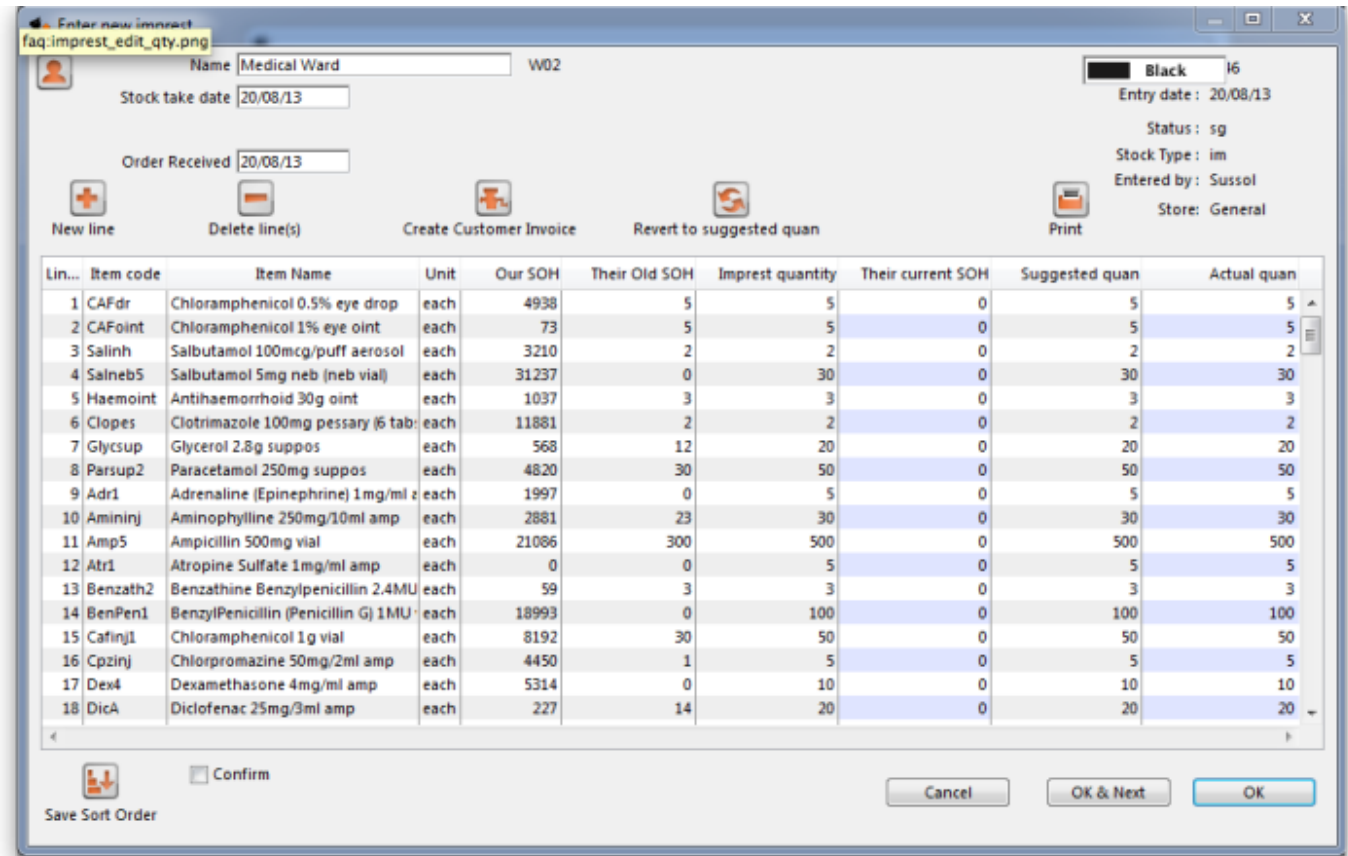 Enter new imprest
faq:imprest_edit_qty.png
Name Medical Ward W02
Black 46
Stock take date 20/08/13
Entry date : 20/08/13
Status : sg
Order Received 20/08/13
Stock Type : im
Entered by : Sussol
Store: General
New line Delete line(s) Create Customer Invoice Revert to suggested quan Print
Lin... Item code Item Name Unit Our SOH Their Old SOH Imprest quantity Their current SOH Suggested quan Actual quan
1 CAFdr Chloramphenicol 0.5% eye drop each 4938 5 5 0 5 5
2 CAFoint Chloramphenicol 1% eye oint each 73 5 5 0 5 5
3 Salinh Salbutamol 100mcg/puff aerosol each 3210 2 2 0 2 2
4 Salneb5 Salbutamol 5mg neb (neb vial) each 31237 0 30 0 30 30
5 Haemoint Antihaemorrhoid 30g oint each 1037 3 3 0 3 3
6 Clopes Clotrimazole 100mg pessary (6 tab each 11881 2 2 0 2 2
7 Glycsup Glycerol 2.8g suppos each 568 12 20 0 20 20
8 Parsup2 Paracetamol 250mg suppos each 4820 30 50 0 50 50
9 Adr1 Adrenaline (Epinephrine) 1mg/ml each 1997 0 5 0 5 5
10 Amininj Aminophylline 250mg/10ml amp each 2881 23 30 0 30 30
11 Amp5 Ampicillin 500mg vial each 21086 300 500 0 500 500
12 Atr1 Atropine Sulfate 1mg/ml amp each 0 0 5 0 5 5
13 Benzath2 Benzathine Benzylpenicillin 2.4MU each 59 3 3 0 3 3
14 BenPen1 BenzylPenicillin (Penicillin G) 1MU each 18993 0 100 0 100 100
15 Cafinj1 Chloramphenicol 1g vial each 8192 30 50 0 50 50
16 Cpzinj Chlorpromazine 50mg/2ml amp each 4450 1 5 0 5 5
17 Dex4 Dexamethasone 4mg/ml amp each 5314 0 10 0 10 10
18 DicA Diclofenac 25mg/3ml amp each 227 14 20 0 20 20
Confirm
Cancel OK & Next OK
Save Sort Order